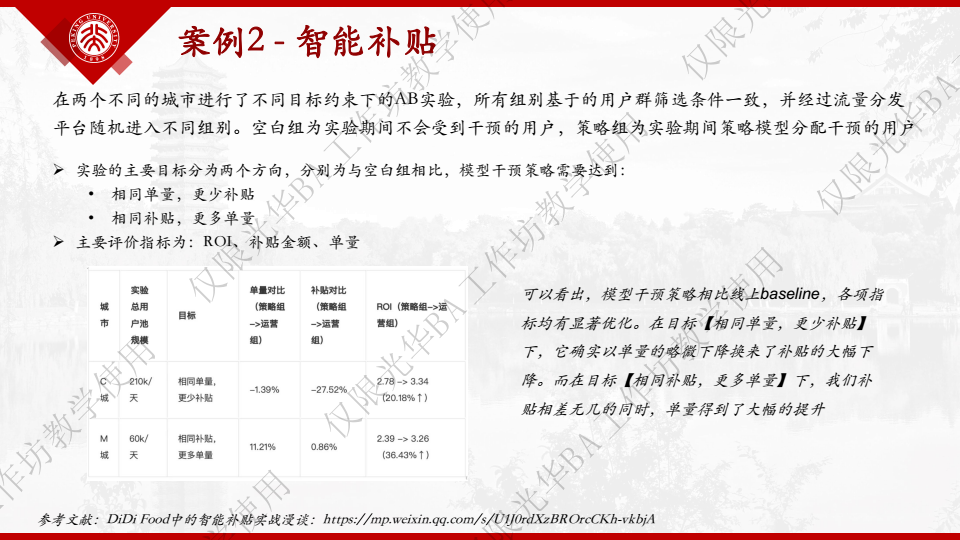 案例2 - 智能补贴
在两个不同的城市进行了不同目标约束下的AB实验，所有组别基于的用户群筛选条件一致，并经过流量分发
平台随机进入不同组别。空白组为实验期间不会受到干预的用户，策略组为实验期间策略模型分配干预的用户
➢ 实验的主要目标分为两个方向，分别为与空白组相比，模型干预策略需要达到：
• 相同单量，更少补贴
• 相同补贴，更多单量
➢ 主要评价指标为：ROI、补贴金额、单量
城市 实验总用户池规模 目标 单量对比（策略组->运营组） 补贴对比（策略组->运营组） ROI（策略组->运营组）
C城 210k/天 相同单量，更少补贴 -1.39% -27.52% 2.78 -> 3.34（20.18%↑）
M城 60k/天 相同补贴，更多单量 11.21% 0.86% 2.39 -> 3.26（36.43%↑）
可以看出，模型干预策略相比线上baseline，各项指
标均有显著优化。在目标【相同单量，更少补贴】
下，它确实以单量的略微下降换来了补贴的大幅下
降。而在目标【相同补贴，更多单量】下，我们补
贴相差无几的同时，单量得到了大幅的提升
参考文献：DiDi Food中的智能补贴实战漫谈：https://mp.weixin.qq.com/s/U1J0rdXzBROrcCKh-vkbjA
PEKING UNIVERSITY
1898
仅限光华BA工作坊教学使用